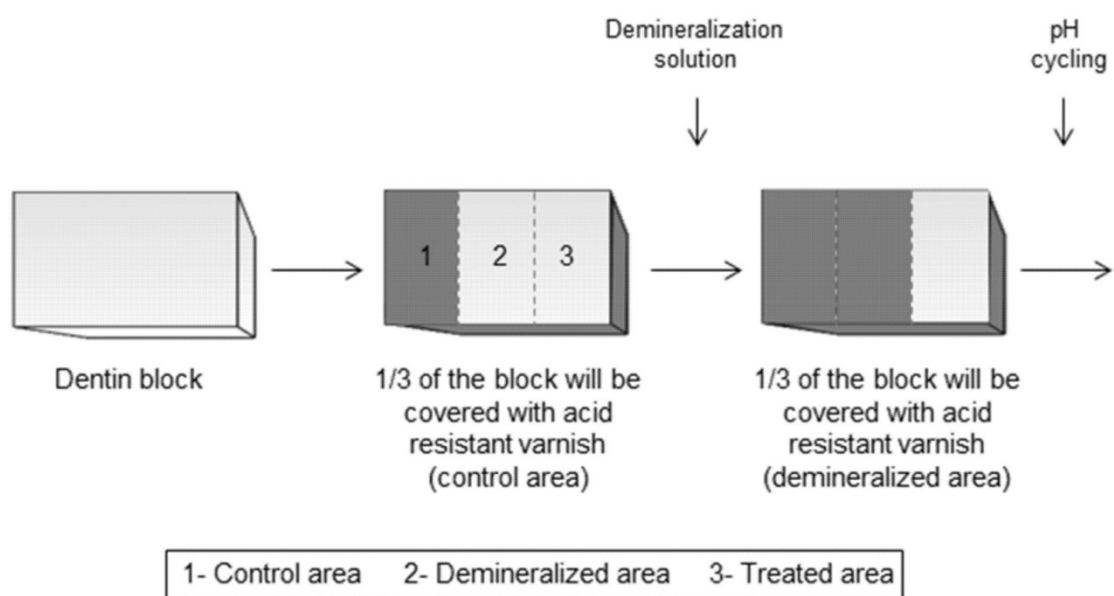 Demineralization
solution
pH
cycling
1
2
3
Dentin block
1/3 of the block will be
covered with acid
resistant varnish
(control area)
1/3 of the block will be
covered with acid
resistant varnish
(demineralized area)
1- Control area 2- Demineralized area 3- Treated area